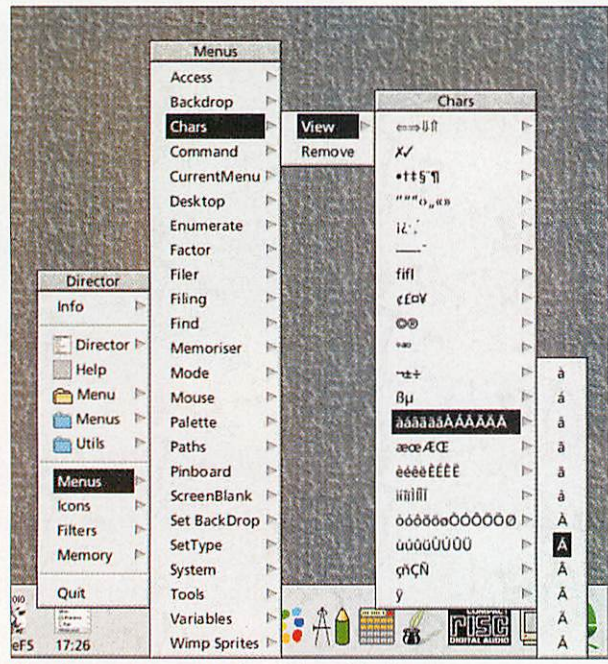 Director
Info
Director
Help
Menu
Menus
Utils
Menus
Icons
Filters
Memory
Quit
Menus
Access
Backdrop
Chars
Command
CurrentMenu
Desktop
Enumerate
Factor
Filer
Filing
Find
Memoriser
Mode
Mouse
Palette
Paths
Pinboard
ScreenBlank
Set BackDrop
SetType
System
Tools
Variables
Wimp Sprites
View
Remove
Chars
✗✓
•†‡§¨¶
fifl
¢£¤¥
©®
¬±÷
ßµ
àáâãäåÀÁÂÃÄÅ
æœÆŒ
èéêëÈÉÊË
òóôõöøÒÓÔÕÖØ
ùúûüÙÚÛÜ
çñÇÑ
ÿ
à
á
â
ã
ä
å
À
Á
Â
Ã
Ä
Å
eFS
17:26
COMPACT
DISC
DIGITAL AUDIO